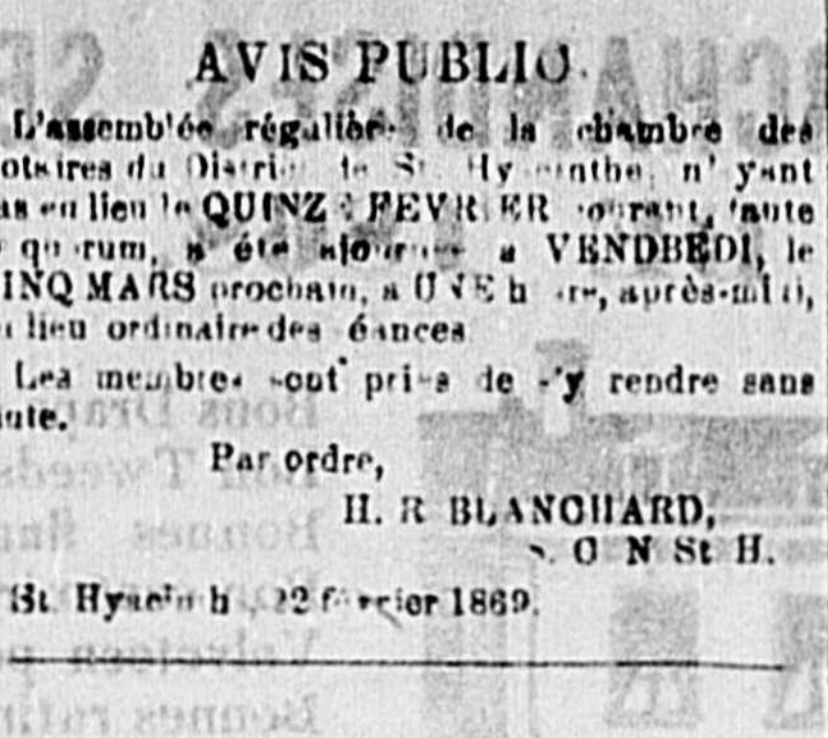 AVIS PUBLIC.
L'assemblée régulière de la chambre des
otaires du District de St. Hyacinthe, n'ayant
as eu lieu le QUINZE FEVRIER courant, faute
quorum, a été ajournée a VENDREDI, le
INQ MARS prochain, a UNE heure, après-midi,
u lieu ordinaire des séances
Les membres sont priés de s'y rendre sans
aute.
Par ordre,
H. R BLANCHARD,
S. C N St H.
St. Hyacinth, 22 février 1869.